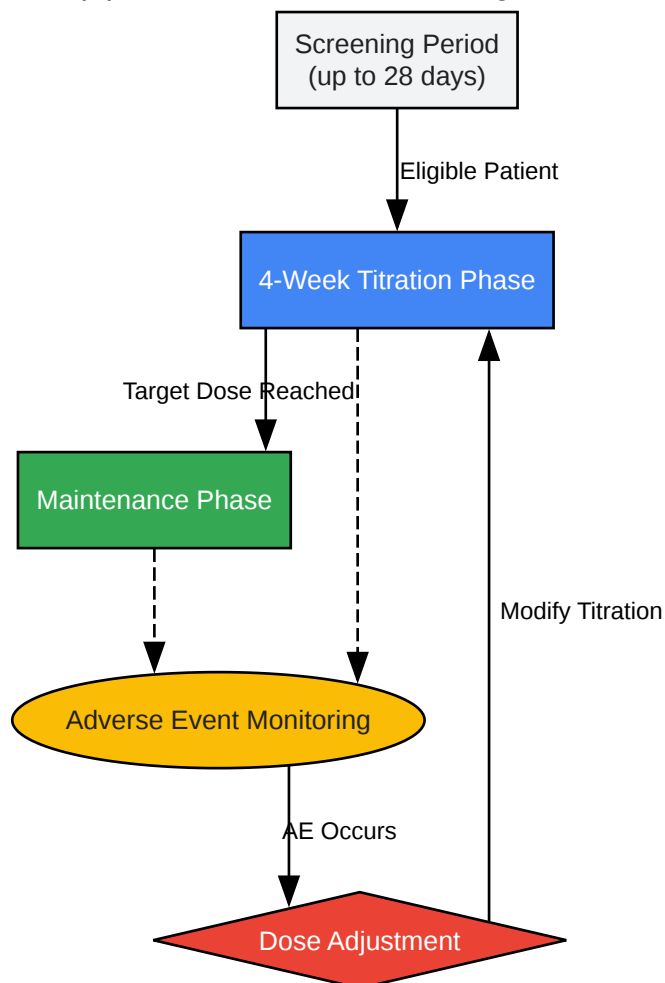 Screening Period
(up to 28 days)
Eligible Patient
4-Week Titration Phase
Target Dose Reached
Maintenance Phase
Modify Titration
Adverse Event Monitoring
AE Occurs
Dose Adjustment